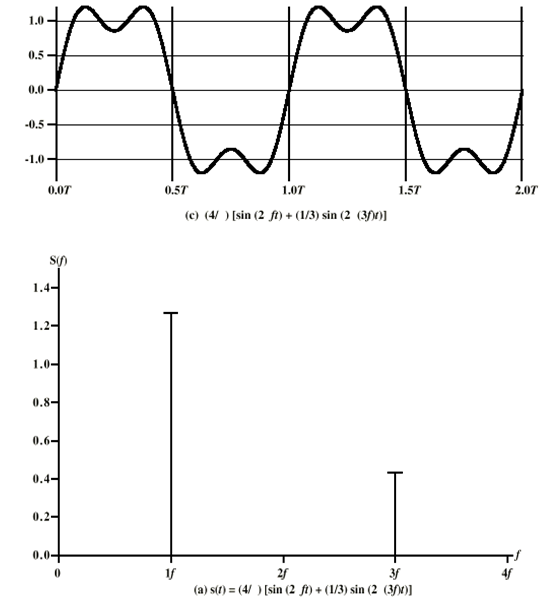 1.0
0.5
0.0
-0.5
-1.0
0.0T 0.5T 1.0T 1.5T 2.0T
(c) (4/ ) [sin (2 ft) + (1/3) sin (2 (3f)t)]
S(f)
1.4
1.2
1.0
0.8
0.6
0.4
0.2
0.0
f
0 1f 2f 3f 4f
(a) s(t) = (4/ ) [sin (2 ft) + (1/3) sin (2 (3f)t)]